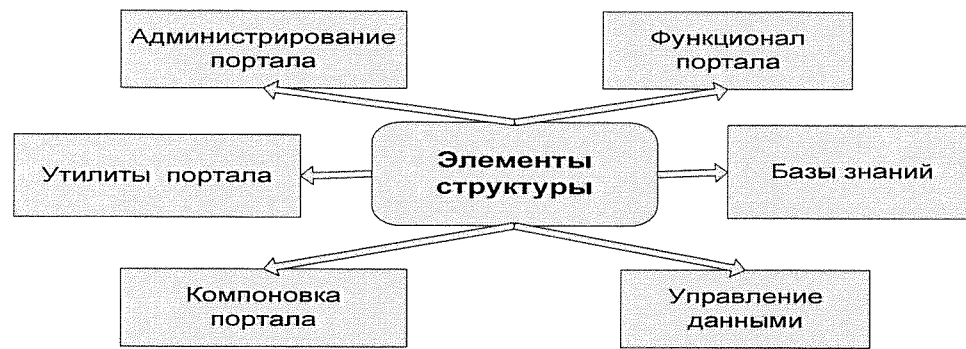 Администрирование
портала
Функционал
портала
Элементы
структуры
Утилиты портала
Базы знаний
Компоновка
портала
Управление
данными